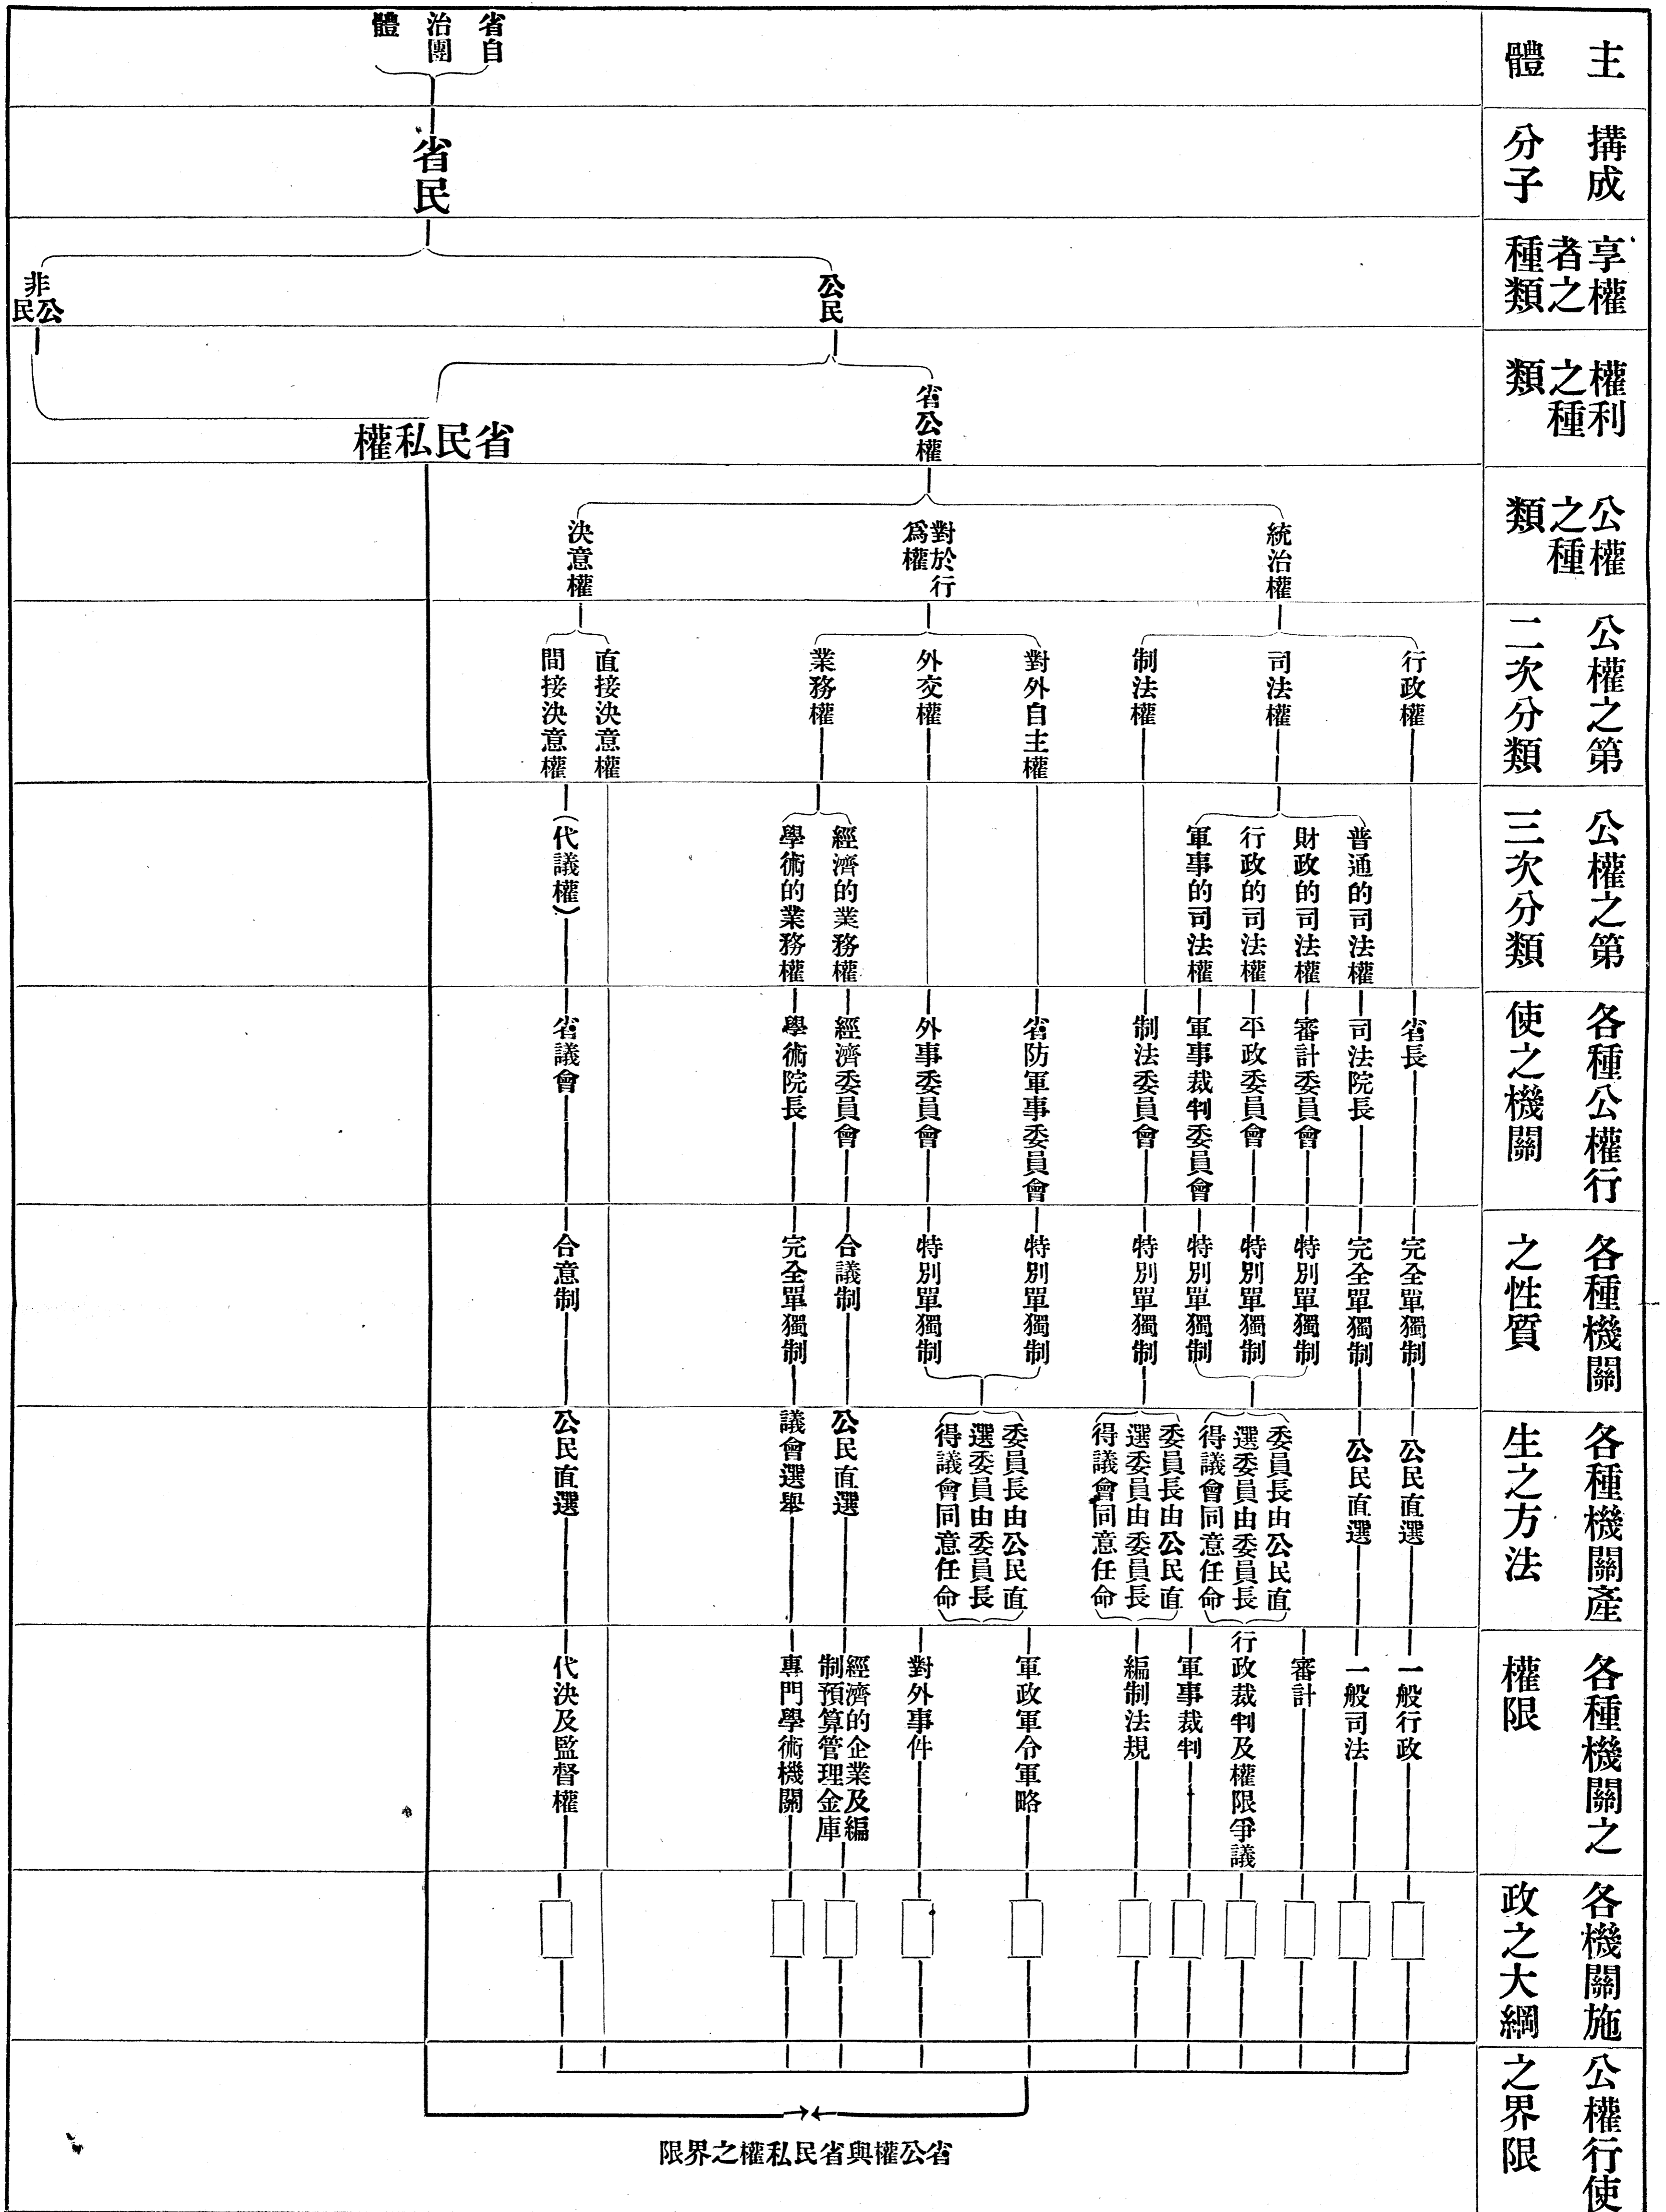 主體
省自治團體
搆成分子
省民
享權者之種類
公民
非公民
權利之種類
省公權
省民私權
公權之種類
統治權
對於行爲權
決意權
公權之第二次分類
行政權
司法權
制法權
對外自主權
外交權
業務權
直接決意權
間接決意權
公權之第三次分類
普通的司法權
財政的司法權
行政的司法權
軍事的司法權
經濟的業務權
學術的業務權
(代議權)
各種公權行使之機關
省長
司法院長
審計委員會
平政委員會
軍事裁判委員會
制法委員會
省防軍事委員會
外事委員會
經濟委員會
學術院長
省議會
各種機關之性質
完全單獨制
完全單獨制
特別單獨制
特別單獨制
特別單獨制
特別單獨制
特別單獨制
特別單獨制
合議制
完全單獨制
合意制
各種機關產生之方法
公民直選
公民直選
委員長由公民直
選委員由委員長
得議會同意任命
委員長由公民直
選委員由委員長
得議會同意任命
委員長由公民直
選委員由委員長
得議會同意任命
公民直選
議會選舉
公民直選
各種機關之權限
一般行政
一般司法
審計
行政裁判及權限爭議
軍事裁判
編制法規
軍政軍令軍略
對外事件
經濟的企業及編
制預算管理金庫
專門學術機關
代決及監督權
各機關施政之大綱
公權行使之界限
省公權與省民私權之界限